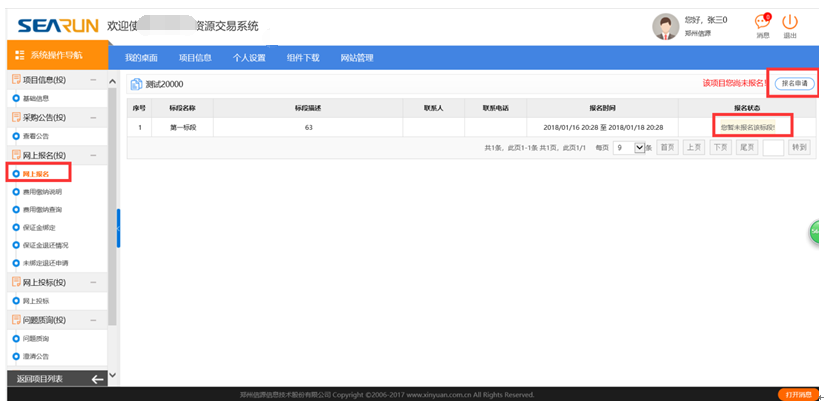 SEARUN 欢迎使 资源交易系统
您好，张三0
郑州信源
8
消息
退出
系统操作导航
我的桌面 项目信息 个人设置 组件下载 网站管理
项目信息(投)
基础信息
采购公告(投)
查看公告
网上报名(投)
网上报名
费用缴纳说明
费用缴纳查询
保证金绑定
保证金退还情况
未绑定退还申请
网上投标(投)
网上投标
问题质询(投)
问题质询
澄清公告
返回项目列表
测试20000
该项目您尚未报名!
报名申请
序号 标段名称 标段描述 联系人 联系电话 报名时间 报名状态
1 第一标段 63 2018/01/16 20:28 至 2018/01/18 20:28 您暂未报名该标段!
共1条，此页1-1条 共1页，此页1/1 每页 9 条 首页 上页 下页 尾页 转到
郑州信源信息技术股份有限公司 Copyright ©2006-2017 www.xinyuan.com.cn All Rights Reserved.
打开消息